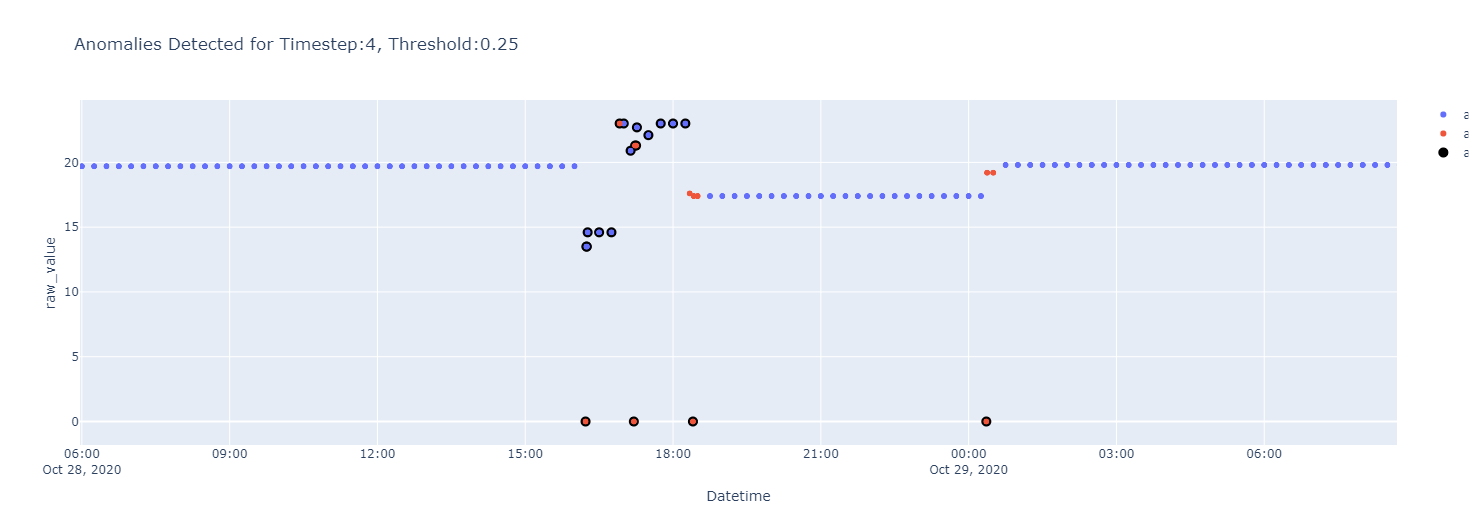 Anomalies Detected for Timestep:4, Threshold:0.25
a
a
a
20
15
10
5
0
raw_value
06:00 09:00 12:00 15:00 18:00 21:00 00:00 03:00 06:00
Oct 28, 2020 Oct 29, 2020
Datetime